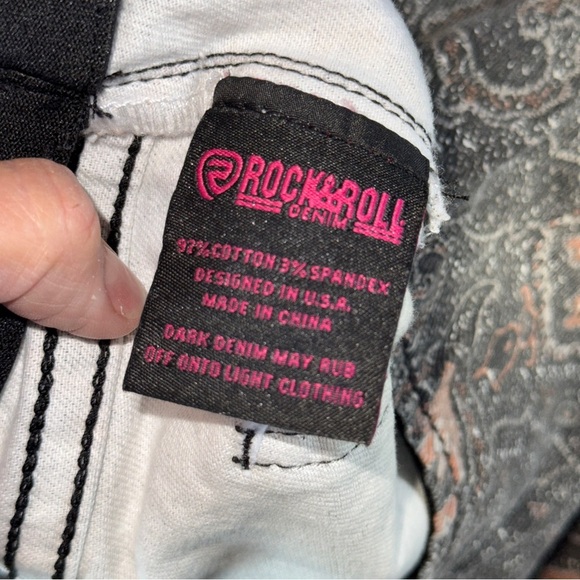 ROCK&ROLL
DENIM
97% COTTON 3% SPANDEX
DESIGNED IN U.S.A.
MADE IN CHINA
DARK DENIM MAY RUB
OFF ONTO LIGHT CLOTHING